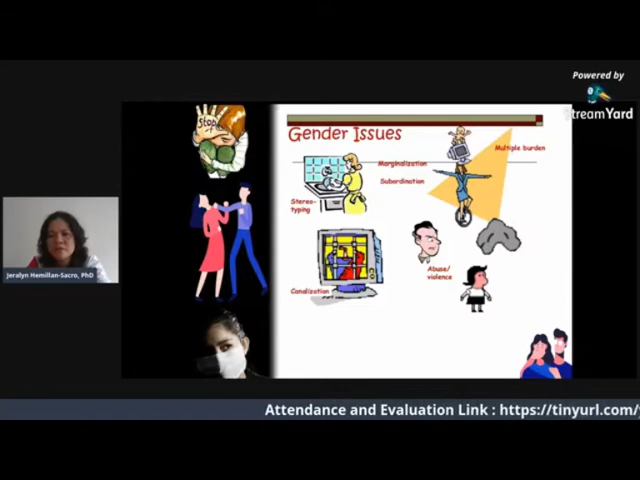 Powered by
StreamYard
Gender Issues
Stop
Multiple burden
Marginalization
Subordination
Stereo-
typing
Abuse/
violence
Jeralyn Hemillan-Sacro, PhD
Attendance and Evaluation Link : https://tinyurl.com/